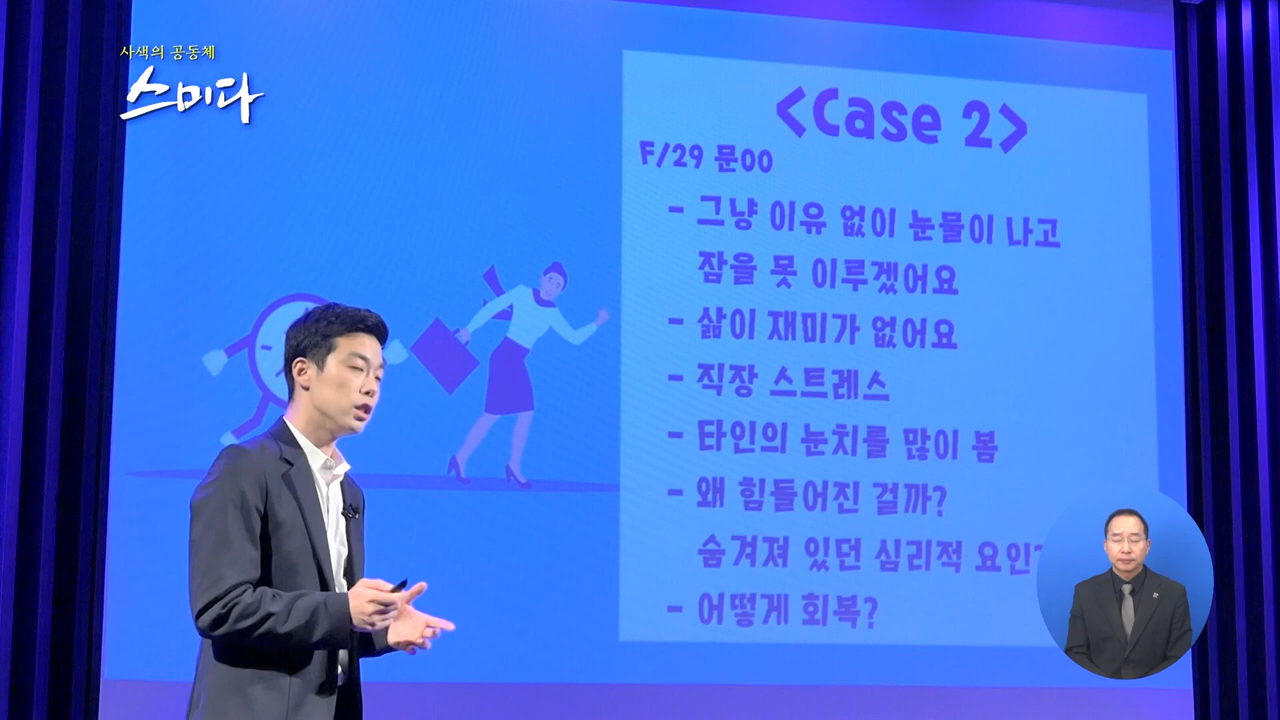 사색의 공동체
스미다
<Case 2>
F/29 문00
- 그냥 이유 없이 눈물이 나고
잠을 못 이루겠어요
- 삶이 재미가 없어요
- 직장 스트레스
- 타인의 눈치를 많이 봄
- 왜 힘들어진 걸까?
숨겨져 있던 심리적 요인?
- 어떻게 회복?